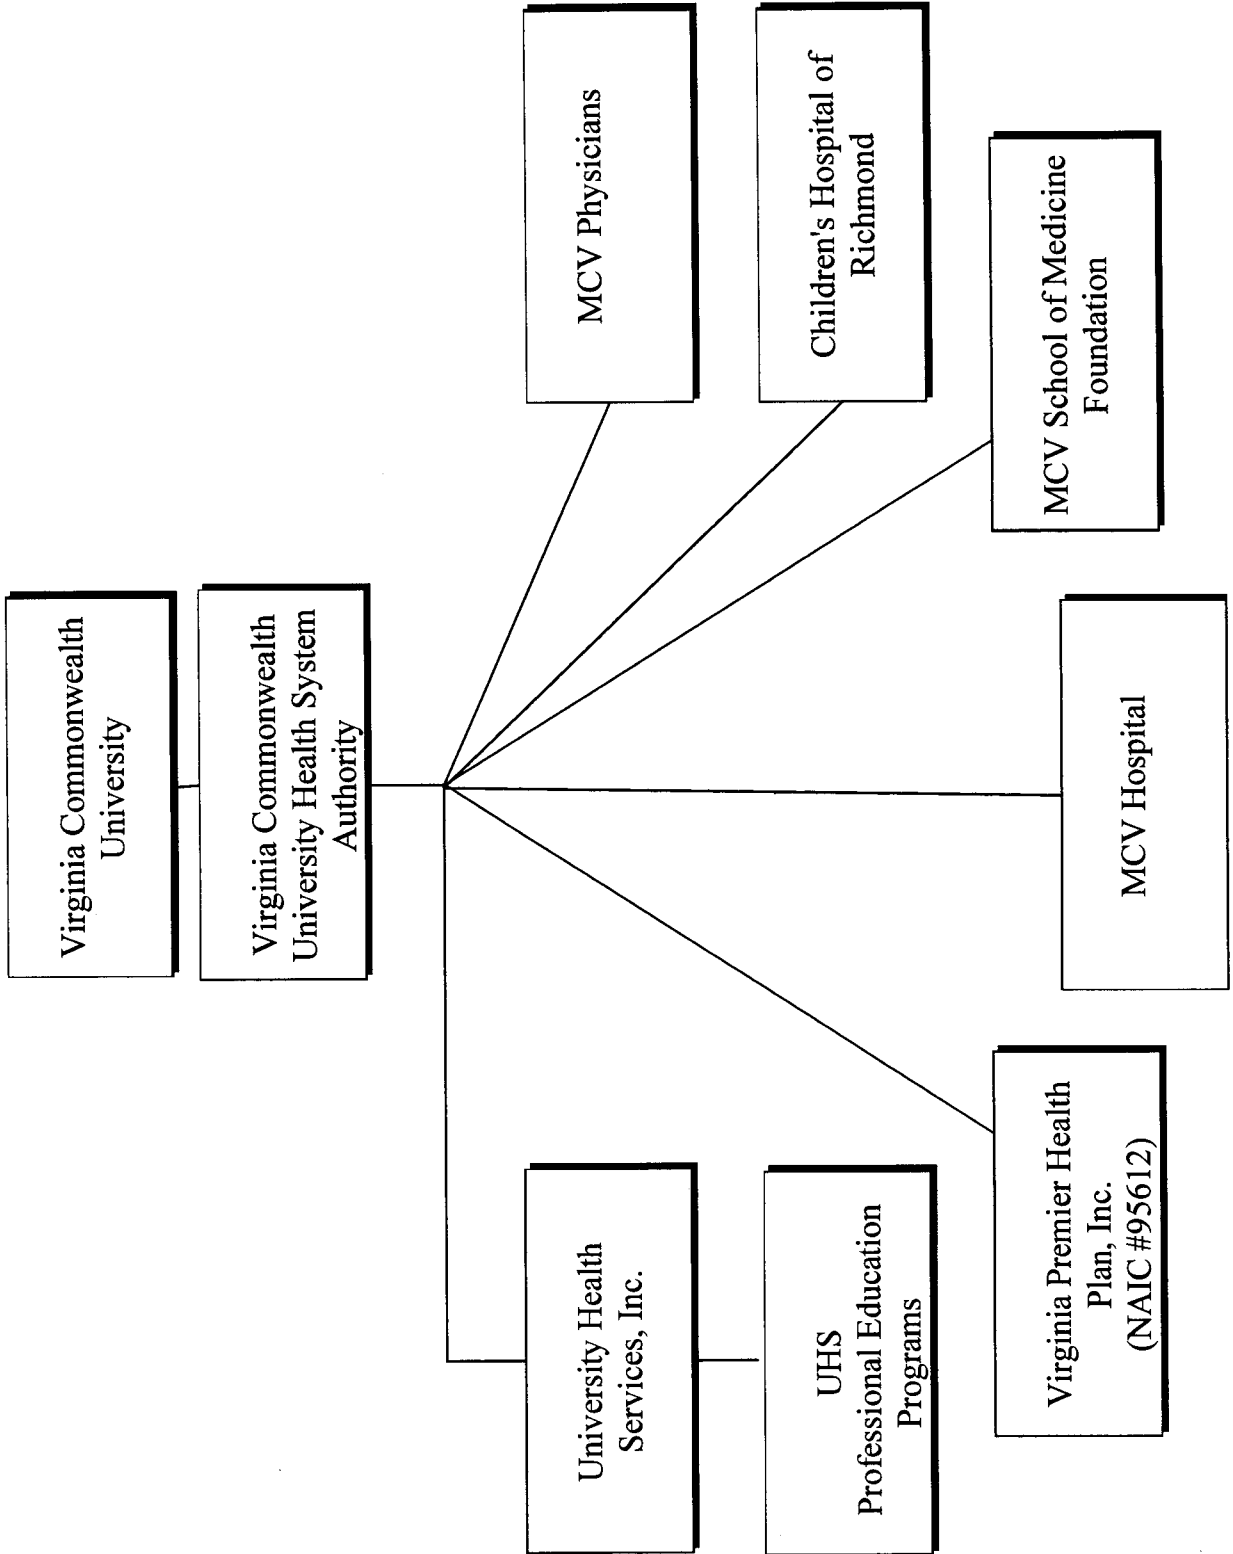 Virginia Commonwealth
University
Virginia Commonwealth
University Health System
Authority
University Health
Services, Inc.
MCV Physicians
UHS
Professional Education
Programs
Children's Hospital of
Richmond
Virginia Premier Health
Plan, Inc.
(NAIC #95612)
MCV Hospital
MCV School of Medicine
Foundation